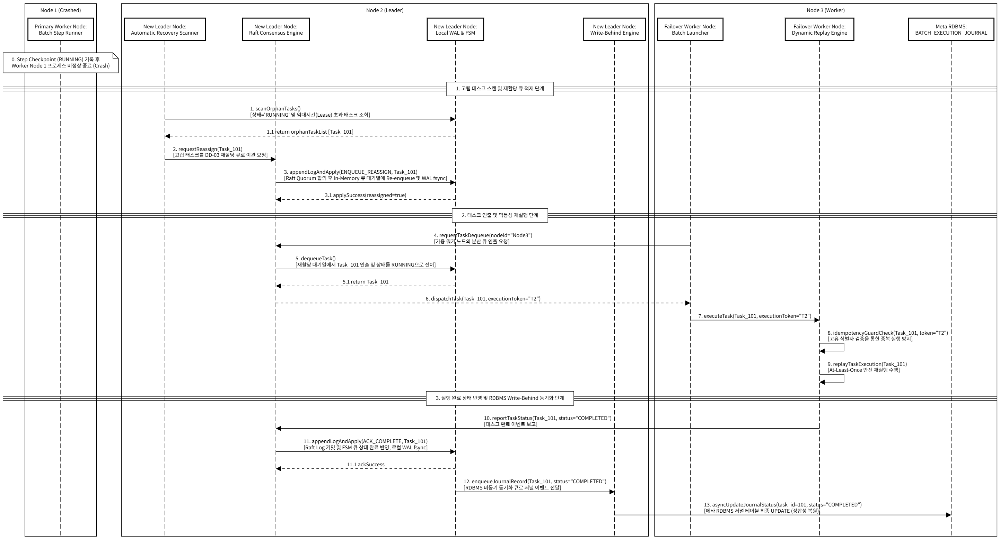 Node 1 (Crashed)
Node 2 (Leader)
Node 3 (Worker)
Primary Worker Node:
Batch Step Runner
New Leader Node:
Automatic Recovery Scanner
New Leader Node:
Raft Consensus Engine
New Leader Node:
Local WAL & FSM
New Leader Node:
Write-Behind Engine
Failover Worker Node:
Batch Launcher
Failover Worker Node:
Dynamic Replay Engine
Meta RDBMS:
BATCH_EXECUTION_JOURNAL
0. Step Checkpoint (RUNNING) 기록 후
Worker Node 1 프로세스 비정상 종료 (Crash)
1. 고립 태스크 스캔 및 재할당 큐 적재 단계
1. scanOrphanTasks()
[상태='RUNNING' 및 임대시간(Lease) 초과 태스크 조회]
1.1 return orphanTaskList [Task_101]
2. requestReassign(Task_101)
[고립 태스크를 DD-03 재할당 큐로 이관 요청]
3. appendLogAndApply(ENQUEUE_REASSIGN, Task_101)
[Raft Quorum 합의 후 In-Memory 큐 대기열에 Re-enqueue 및 WAL fsync]
3.1 applySuccess(reassigned=true)
2. 태스크 인출 및 멱등성 재실행 단계
4. requestTaskDequeue(nodeId="Node3")
[가용 워커 노드의 분산 큐 인출 요청]
5. dequeueTask()
[재할당 대기열에서 Task_101 인출 및 상태를 RUNNING으로 전이]
5.1 return Task_101
6. dispatchTask(Task_101, executionToken="T2")
7. executeTask(Task_101, executionToken="T2")
8. idempotencyGuardCheck(Task_101, token="T2")
[고유 식별자 검증을 통한 중복 실행 방지]
9. replayTaskExecution(Task_101)
[At-Least-Once 안전 재실행 수행]
3. 실행 완료 상태 반영 및 RDBMS Write-Behind 동기화 단계
10. reportTaskStatus(Task_101, status="COMPLETED")
[태스크 완료 이벤트 보고]
11. appendLogAndApply(ACK_COMPLETE, Task_101)
[Raft Log 커밋 및 FSM 큐 상태 완료 반영, 로컬 WAL fsync]
11.1 ackSuccess
12. enqueueJournalRecord(Task_101, status="COMPLETED")
[RDBMS 비동기 동기화 큐로 저널 이벤트 전달]
13. asyncUpdateJournalStatus(task_id=101, status="COMPLETED")
[메타 RDBMS 저널 테이블 최종 UPDATE (정합성 복원)]